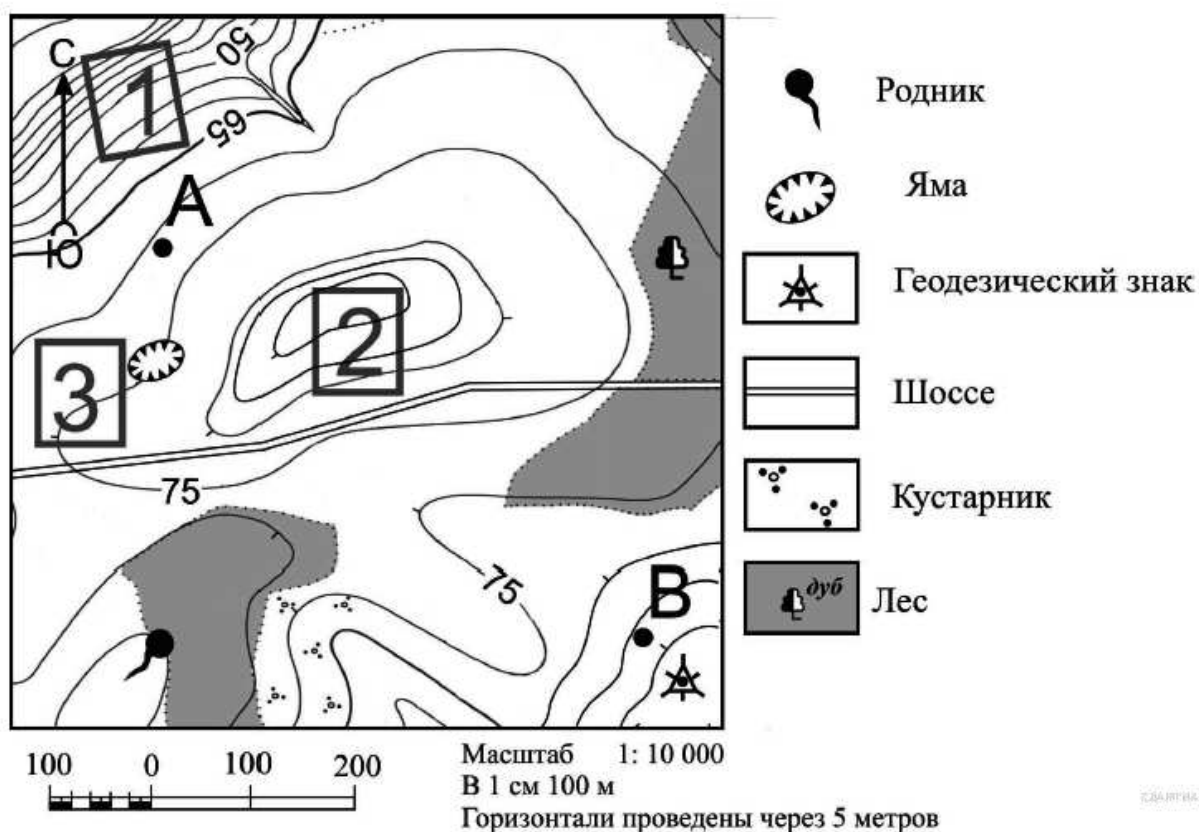 С
Ю
1
50
65
А
2
3
75
75
В
Родник
Яма
Геодезический знак
Шоссе
Кустарник
дуб
Лес
100 0 100 200
Масштаб 1: 10 000
В 1 см 100 м
Горизонтали проведены через 5 метров